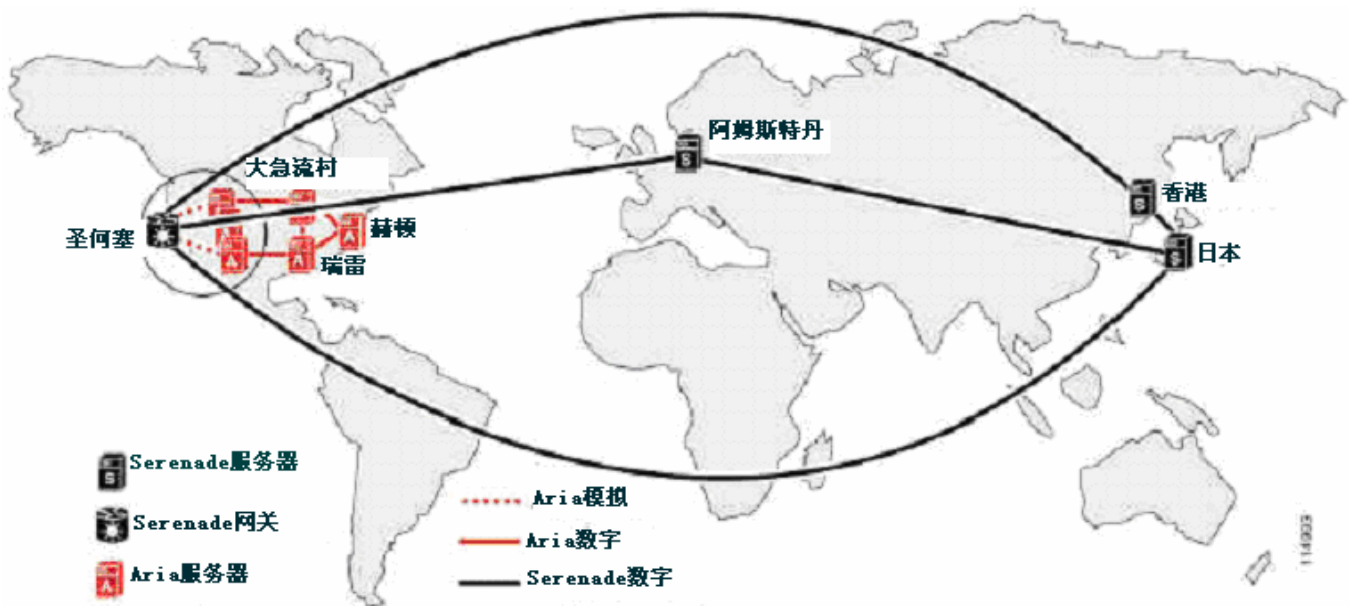 阿姆斯特丹
大急流村
香港
圣何塞
赫顿
日本
瑞雷
Serenade服务器
Serenade网关
Aria服务器
Aria模拟
Aria数字
Serenade数字
S
S
S
A
A
A
A
S
A
114993